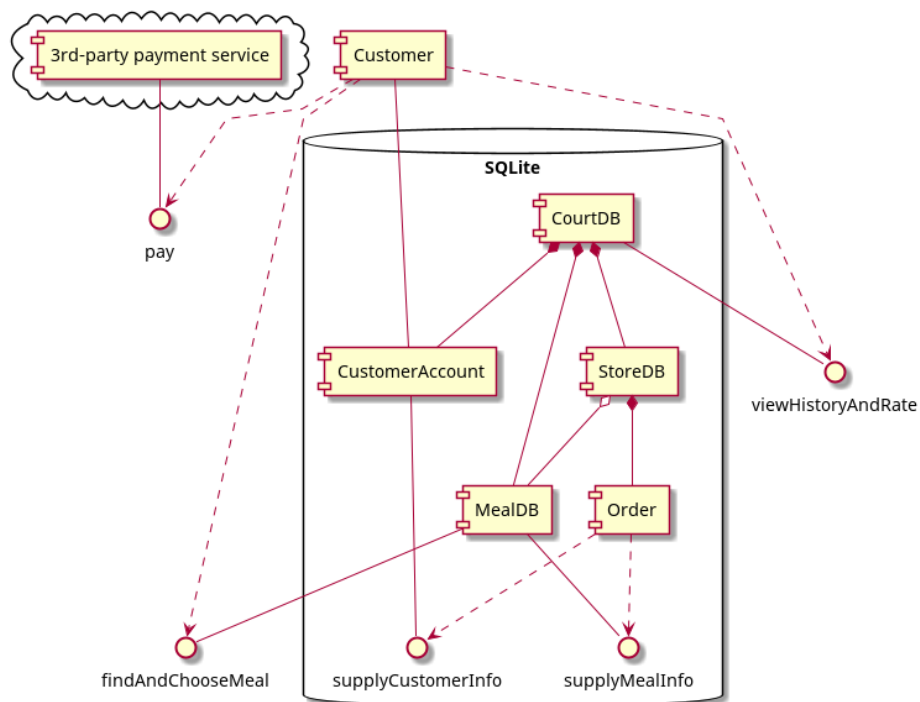 3rd-party payment service
Customer
SQLite
CourtDB
pay
CustomerAccount
StoreDB
viewHistoryAndRate
MealDB
Order
findAndChooseMeal
supplyCustomerInfo
supplyMealInfo